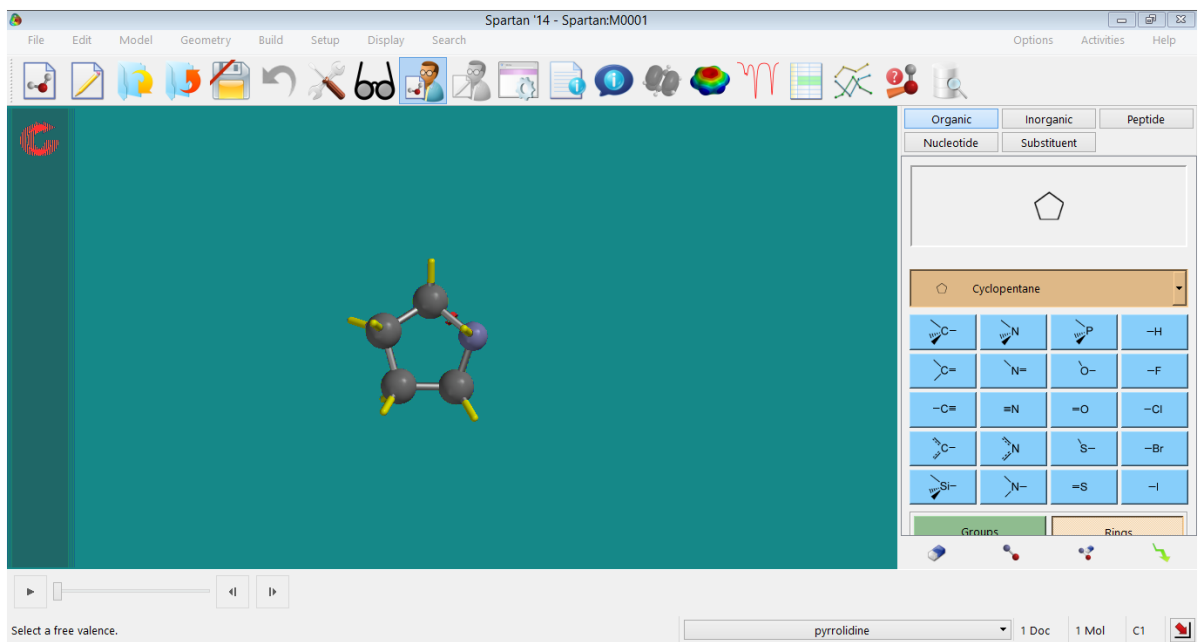 Spartan '14 - Spartan:M0001
File Edit Model Geometry Build Setup Display Search Options Activities Help
Organic Inorganic Peptide
Nucleotide Substituent
Cyclopentane
C- N P -H
C= N= O- -F
-C≡ ≡N =O -Cl
C- N S- -Br
Si- N- =S -I
Groups Rings
Select a free valence.
pyrrolidine 1 Doc 1 Mol C1